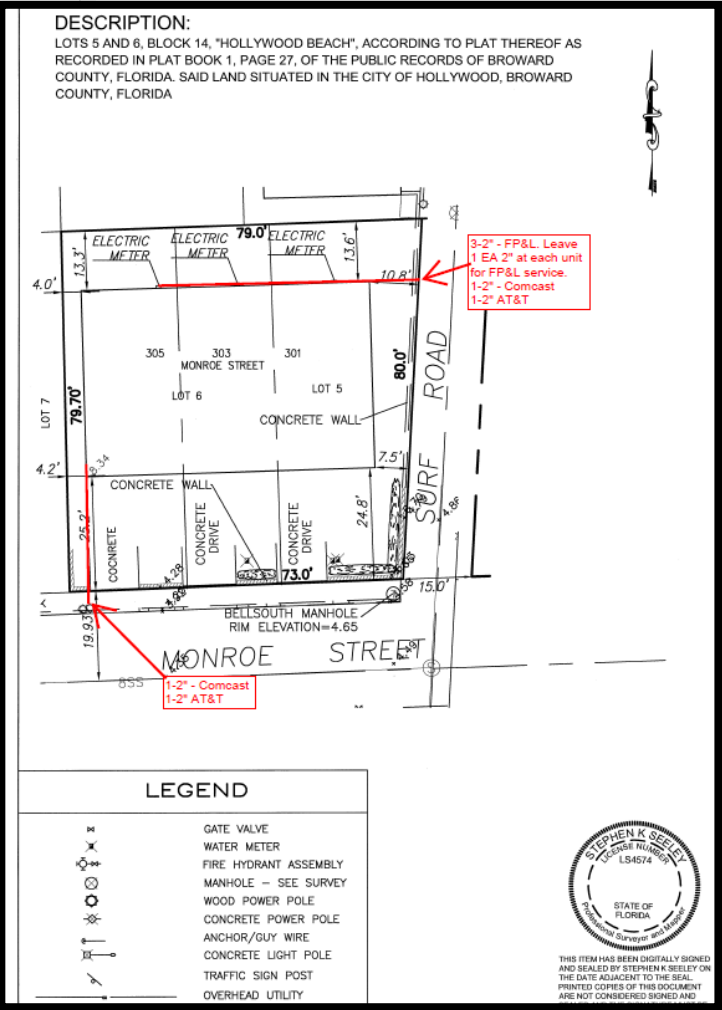 DESCRIPTION:
LOTS 5 AND 6, BLOCK 14, "HOLLYWOOD BEACH", ACCORDING TO PLAT THEREOF AS
RECORDED IN PLAT BOOK 1, PAGE 27, OF THE PUBLIC RECORDS OF BROWARD
COUNTY, FLORIDA. SAID LAND SITUATED IN THE CITY OF HOLLYWOOD, BROWARD
COUNTY, FLORIDA
79.0'
ELECTRIC
METER
ELECTRIC
METER
ELECTRIC
METER
13.3'
13.6'
10.8'
4.0'
3-2" - FP&L. Leave
1 EA 2" at each unit
for FP&L service.
1-2" - Comcast
1-2" AT&T
305
303
301
MONROE STREET
LOT 6
LOT 5
LOT 7
79.70'
80.0'
CONCRETE WALL
SURF ROAD
4.2'
8.34
7.5'
CONCRETE WALL
25.2'
24.8'
COCNRETE
CONCRETE
DRIVE
CONCRETE
DRIVE
4.28
73.0'
15.0'
BELLSOUTH MANHOLE
RIM ELEVATION=4.65
19.93'
MONROE STREET
8SS
1-2" - Comcast
1-2" AT&T
LEGEND
GATE VALVE
WATER METER
FIRE HYDRANT ASSEMBLY
MANHOLE – SEE SURVEY
WOOD POWER POLE
CONCRETE POWER POLE
ANCHOR/GUY WIRE
CONCRETE LIGHT POLE
TRAFFIC SIGN POST
OVERHEAD UTILITY
STEPHEN K SEELEY
LICENSE NUMBER
LS4574
STATE OF
FLORIDA
Professional Surveyor and Mapper
THIS ITEM HAS BEEN DIGITALLY SIGNED
AND SEALED BY STEPHEN K SEELEY ON
THE DATE ADJACENT TO THE SEAL.
PRINTED COPIES OF THIS DOCUMENT
ARE NOT CONSIDERED SIGNED AND